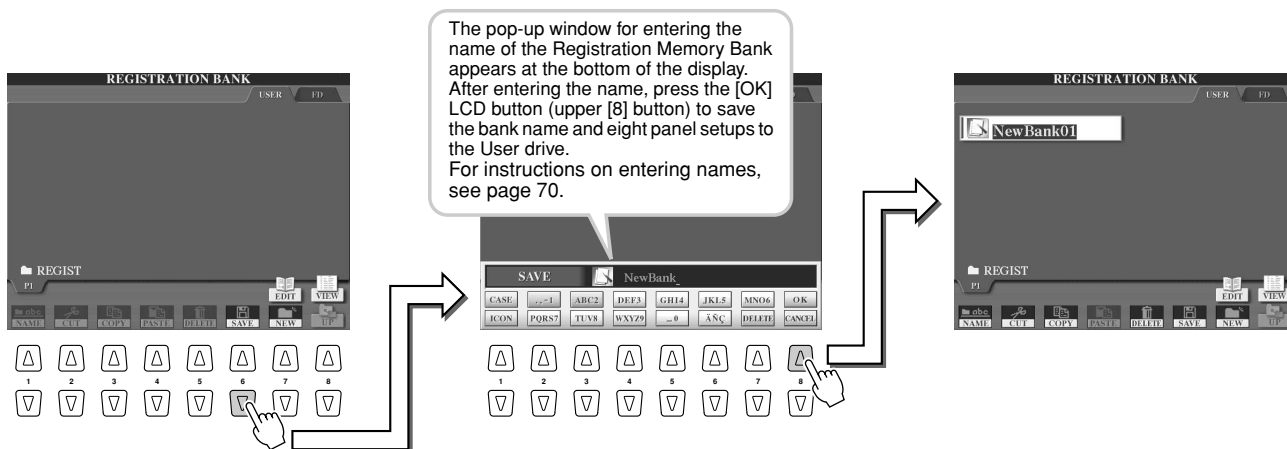 REGISTRATION BANK
USER FD
REGIST
P1
EDIT VIEW
NAME CUT COPY PASTE DELETE SAVE NEW UP
1 2 3 4 5 6 7 8
The pop-up window for entering the
name of the Registration Memory Bank
appears at the bottom of the display.
After entering the name, press the [OK]
LCD button (upper [8] button) to save
the bank name and eight panel setups to
the User drive.
For instructions on entering names,
see page 70.
SAVE NewBank_
CASE .,-1 ABC2 DEF3 GHI4 JKL5 MNO6 OK
ICON PQRS7 TUV8 WXYZ9 _0 ÄÑÇ DELETE CANCEL
1 2 3 4 5 6 7 8
REGISTRATION BANK
USER FD
NewBank01
REGIST
P1
EDIT VIEW
abc
NAME CUT COPY PASTE DELETE SAVE NEW UP